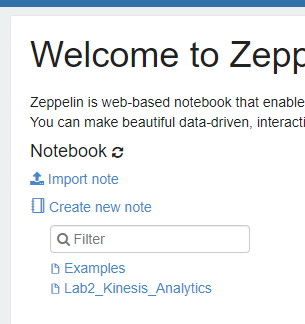 Welcome to Zepp
Zeppelin is web-based notebook that enable
You can make beautiful data-driven, interacti
Notebook
Import note
Create new note
Filter
Examples
Lab2_Kinesis_Analytics